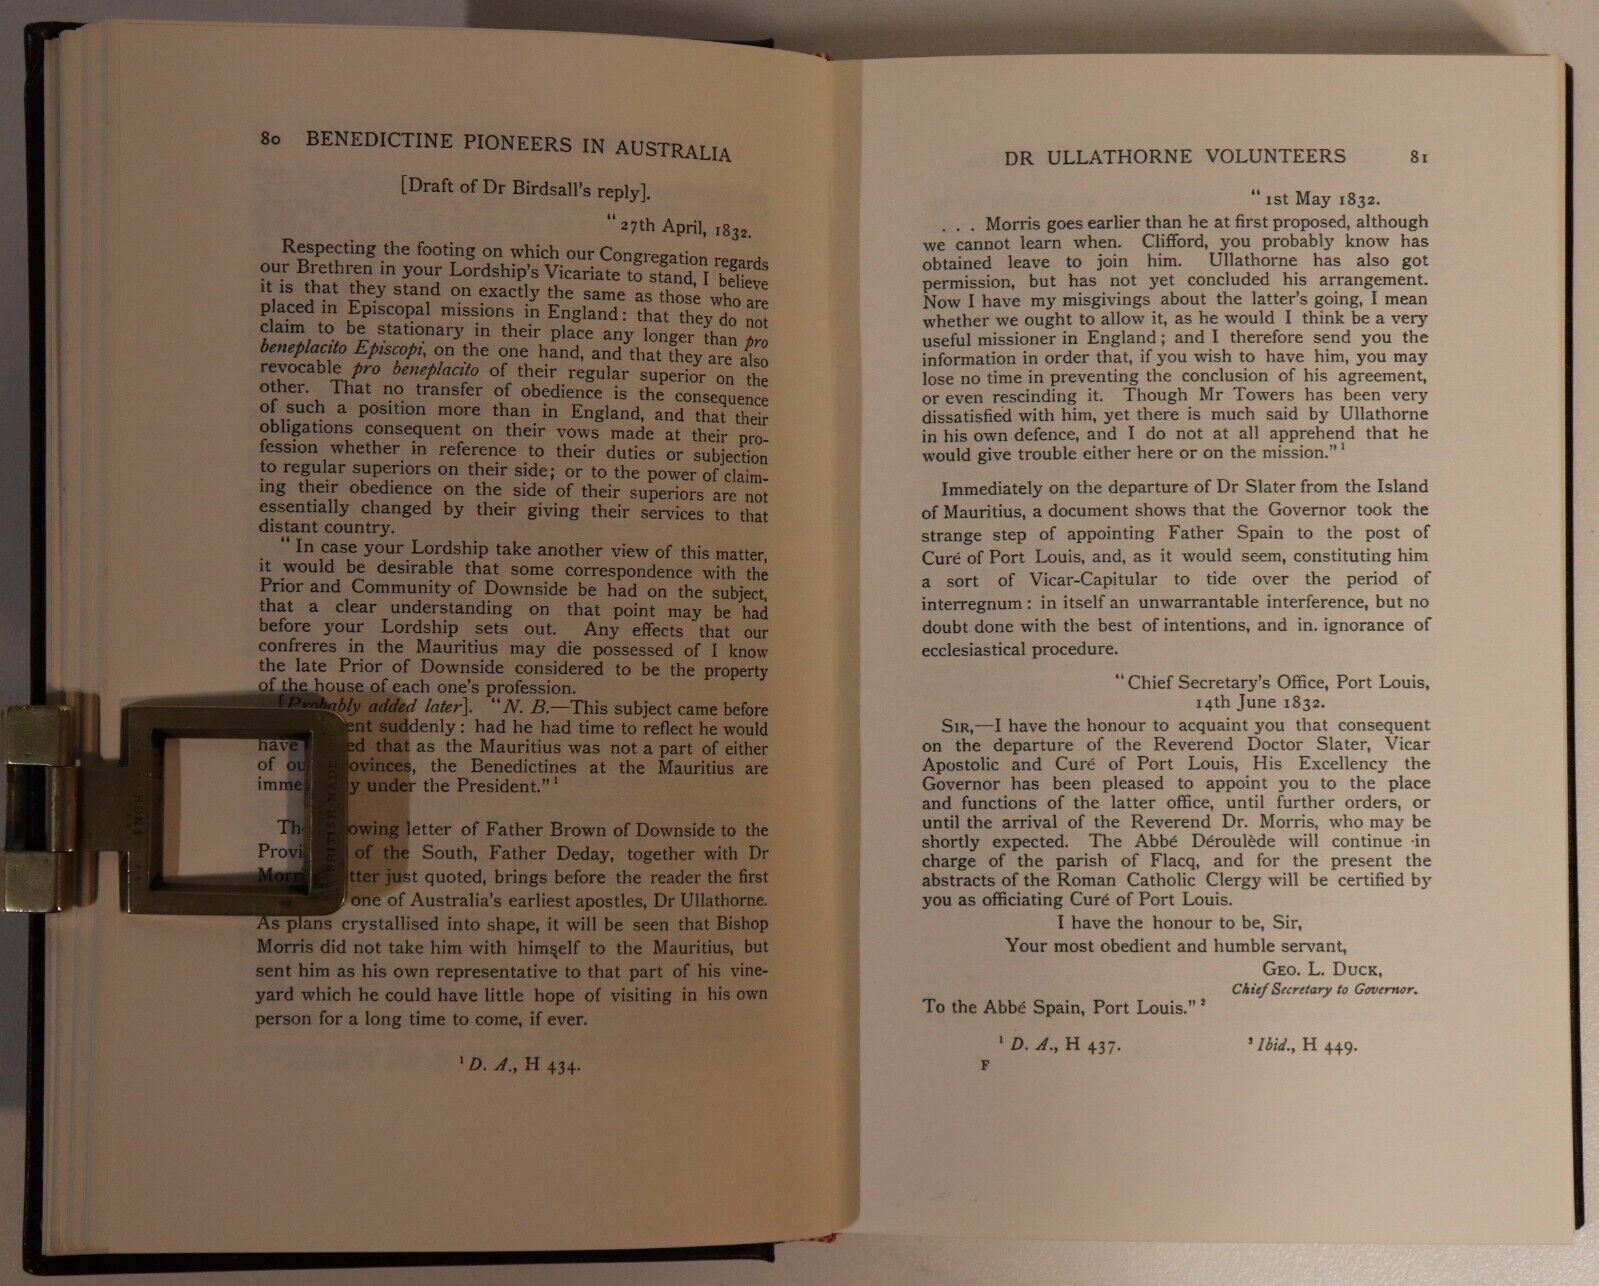 80 BENEDICTINE PIONEERS IN AUSTRALIA
[Draft of Dr Birdsall's reply].
"27th April, 1832.
Respecting the footing on which our Congregation regards
our Brethren in your Lordship's Vicariate to stand, I believe
it is that they stand on exactly the same as those who are
placed in Episcopal missions in England: that they do not
claim to be stationary in their place any longer than pro
beneplacito Episcopi, on the one hand, and that they are also
revocable pro beneplacito of their regular superior on the
other. That no transfer of obedience is the consequence
of such a position more than in England, and that their
obligations consequent on their vows made at their pro-
fession whether in reference to their duties or subjection
to regular superiors on their side; or to the power of claim-
ing their obedience on the side of their superiors are not
essentially changed by their giving their services to that
distant country.
"In case your Lordship take another view of this matter,
it would be desirable that some correspondence with the
Prior and Community of Downside be had on the subject,
that a clear understanding on that point may be had
before your Lordship sets out. Any effects that our
confreres in the Mauritius may die possessed of I know
the late Prior of Downside considered to be the property
of the house of each one's profession.
[Probably added later]. "N. B.—This subject came before
ent suddenly: had he had time to reflect he would
have ed that as the Mauritius was not a part of either
of ou ovinces, the Benedictines at the Mauritius are
imme y under the President."¹
Th owing letter of Father Brown of Downside to the
Provi of the South, Father Deday, together with Dr
Morr tter just quoted, brings before the reader the first
one of Australia's earliest apostles, Dr Ullathorne.
As plans crystallised into shape, it will be seen that Bishop
Morris did not take him with himself to the Mauritius, but
sent him as his own representative to that part of his vine-
yard which he could have little hope of visiting in his own
person for a long time to come, if ever.
¹ D. A., H 434.
BRITISH MADE
DR ULLATHORNE VOLUNTEERS 81
"1st May 1832.
. . . Morris goes earlier than he at first proposed, although
we cannot learn when. Clifford, you probably know has
obtained leave to join him. Ullathorne has also got
permission, but has not yet concluded his arrangement.
Now I have my misgivings about the latter's going, I mean
whether we ought to allow it, as he would I think be a very
useful missioner in England; and I therefore send you the
information in order that, if you wish to have him, you may
lose no time in preventing the conclusion of his agreement,
or even rescinding it. Though Mr Towers has been very
dissatisfied with him, yet there is much said by Ullathorne
in his own defence, and I do not at all apprehend that he
would give trouble either here or on the mission."¹
Immediately on the departure of Dr Slater from the Island
of Mauritius, a document shows that the Governor took the
strange step of appointing Father Spain to the post of
Curé of Port Louis, and, as it would seem, constituting him
a sort of Vicar-Capitular to tide over the period of
interregnum: in itself an unwarrantable interference, but no
doubt done with the best of intentions, and in. ignorance of
ecclesiastical procedure.
"Chief Secretary's Office, Port Louis,
14th June 1832.
SIR,—I have the honour to acquaint you that consequent
on the departure of the Reverend Doctor Slater, Vicar
Apostolic and Curé of Port Louis, His Excellency the
Governor has been pleased to appoint you to the place
and functions of the latter office, until further orders, or
until the arrival of the Reverend Dr. Morris, who may be
shortly expected. The Abbé Déroulède will continue in
charge of the parish of Flacq, and for the present the
abstracts of the Roman Catholic Clergy will be certified by
you as officiating Curé of Port Louis.
I have the honour to be, Sir,
Your most obedient and humble servant,
GEO. L. DUCK,
Chief Secretary to Governor.
To the Abbé Spain, Port Louis."²
¹ D. A., H 437. ² Ibid., H 449.
F